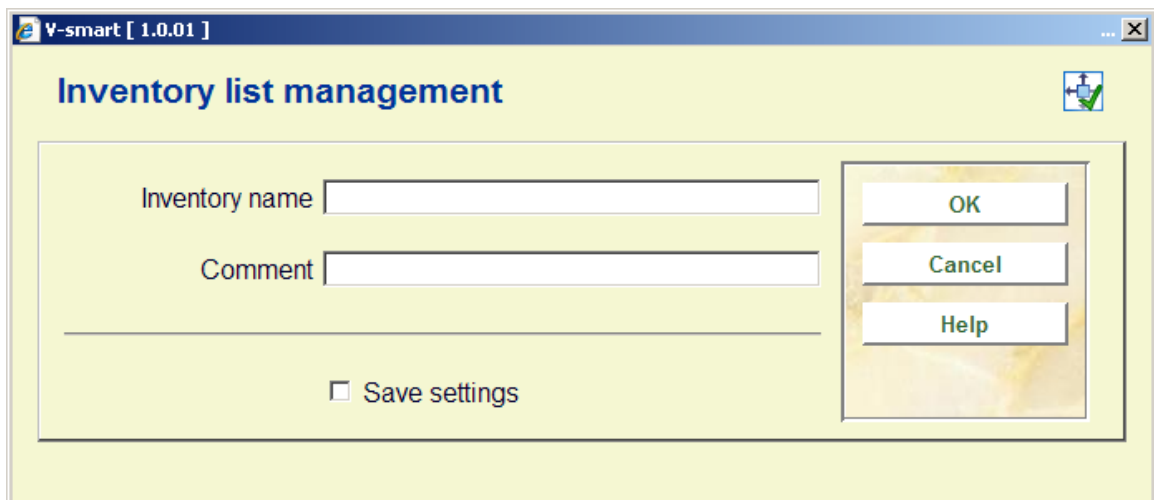 V-smart [ 1.0.01 ]
...
Inventory list management
Inventory name
OK
Comment
Cancel
Help
Save settings